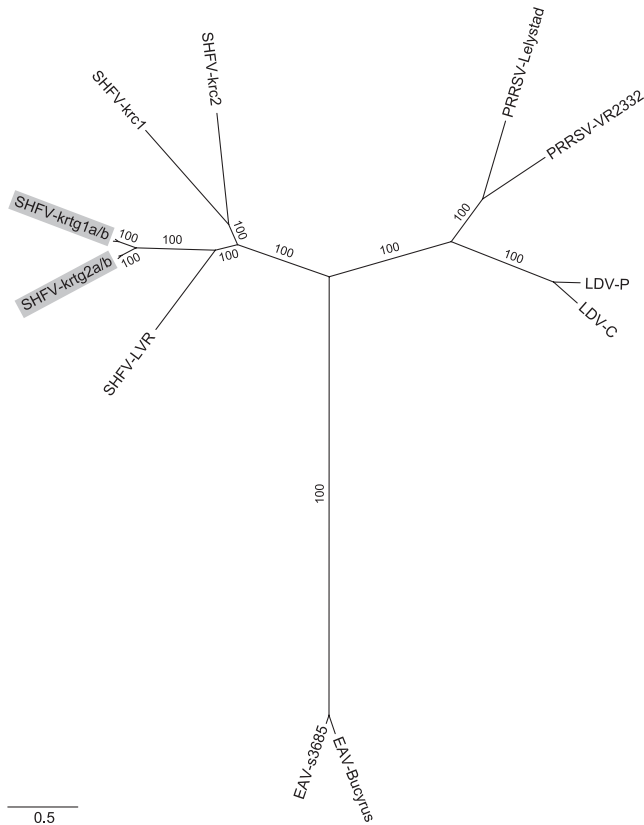 SHFV-krc2
PRRSV-Lelystad
SHFV-krc1
PRRSV-VR2332
SHFV-krtg1a/b
100
100
100
100
100
SHFV-krtg2a/b
100
100
100
100
100
LDV-P
LDV-C
SHFV-LVR
100
EAV-s3685
EAV-Bucyrus
0.5